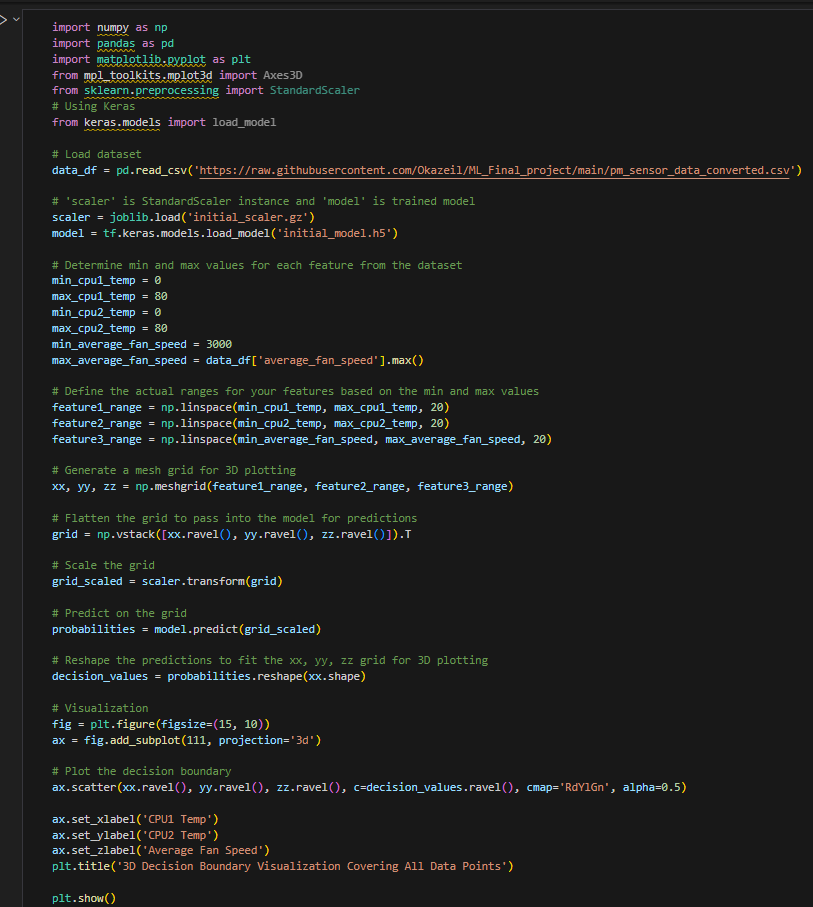 import numpy as np
import pandas as pd
import matplotlib.pyplot as plt
from mpl_toolkits.mplot3d import Axes3D
from sklearn.preprocessing import StandardScaler
# Using Keras
from keras.models import load_model
# Load dataset
data_df = pd.read_csv('https://raw.githubusercontent.com/Okazeil/ML_Final_project/main/pm_sensor_data_converted.csv')
# 'scaler' is StandardScaler instance and 'model' is trained model
scaler = joblib.load('initial_scaler.gz')
model = tf.keras.models.load_model('initial_model.h5')
# Determine min and max values for each feature from the dataset
min_cpu1_temp = 0
max_cpu1_temp = 80
min_cpu2_temp = 0
max_cpu2_temp = 80
min_average_fan_speed = 3000
max_average_fan_speed = data_df['average_fan_speed'].max()
# Define the actual ranges for your features based on the min and max values
feature1_range = np.linspace(min_cpu1_temp, max_cpu1_temp, 20)
feature2_range = np.linspace(min_cpu2_temp, max_cpu2_temp, 20)
feature3_range = np.linspace(min_average_fan_speed, max_average_fan_speed, 20)
# Generate a mesh grid for 3D plotting
xx, yy, zz = np.meshgrid(feature1_range, feature2_range, feature3_range)
# Flatten the grid to pass into the model for predictions
grid = np.vstack([xx.ravel(), yy.ravel(), zz.ravel()]).T
# Scale the grid
grid_scaled = scaler.transform(grid)
# Predict on the grid
probabilities = model.predict(grid_scaled)
# Reshape the predictions to fit the xx, yy, zz grid for 3D plotting
decision_values = probabilities.reshape(xx.shape)
# Visualization
fig = plt.figure(figsize=(15, 10))
ax = fig.add_subplot(111, projection='3d')
# Plot the decision boundary
ax.scatter(xx.ravel(), yy.ravel(), zz.ravel(), c=decision_values.ravel(), cmap='RdYlGn', alpha=0.5)
ax.set_xlabel('CPU1 Temp')
ax.set_ylabel('CPU2 Temp')
ax.set_zlabel('Average Fan Speed')
plt.title('3D Decision Boundary Visualization Covering All Data Points')
plt.show()